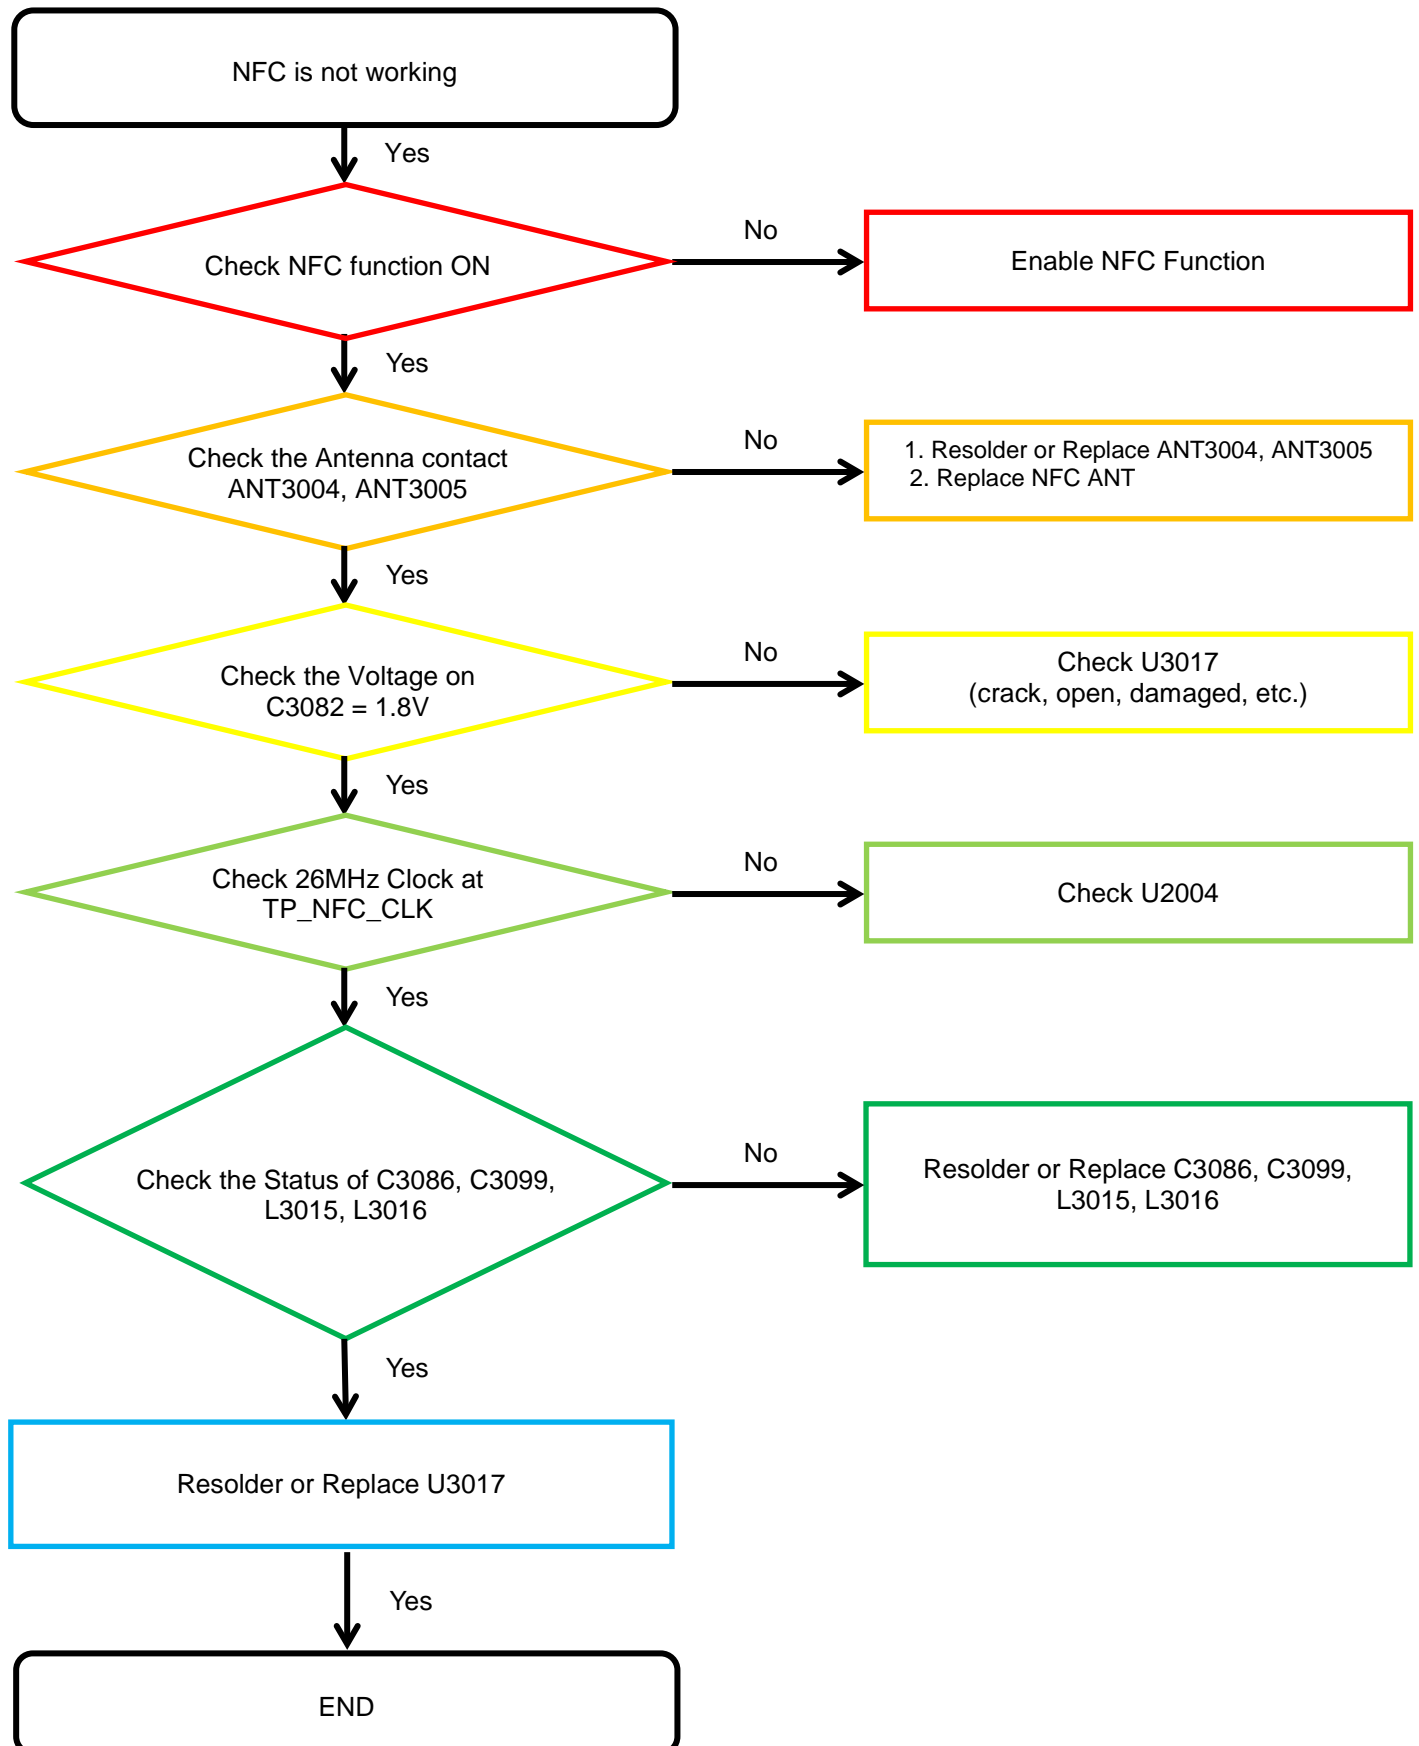 NFC is not working
Yes
Check NFC function ON
No
Enable NFC Function
Yes
Check the Antenna contact
ANT3004, ANT3005
No
1. Resolder or Replace ANT3004, ANT3005
2. Replace NFC ANT
Yes
Check the Voltage on
C3082 = 1.8V
No
Check U3017
(crack, open, damaged, etc.)
Yes
Check 26MHz Clock at
TP_NFC_CLK
No
Check U2004
Yes
Check the Status of C3086, C3099,
L3015, L3016
No
Resolder or Replace C3086, C3099,
L3015, L3016
Yes
Resolder or Replace U3017
Yes
END